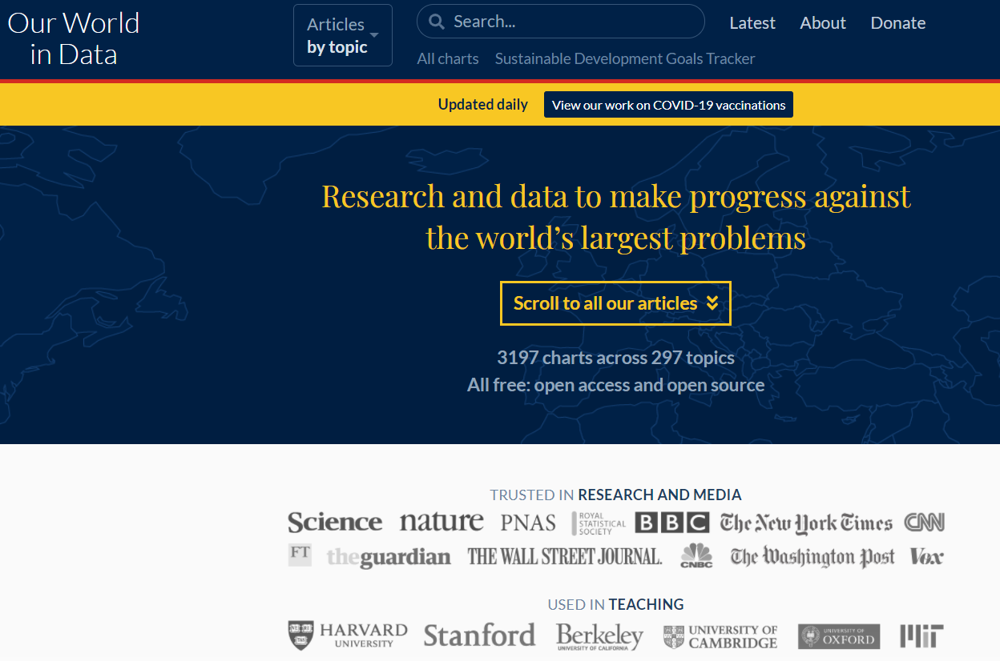 Our World
in Data
Articles
by topic
Search...
Latest
About
Donate
All charts
Sustainable Development Goals Tracker
Updated daily
View our work on COVID-19 vaccinations
Research and data to make progress against
the world's largest problems
Scroll to all our articles
3197 charts across 297 topics
All free: open access and open source
TRUSTED IN RESEARCH AND MEDIA
Science
nature
PNAS
ROYAL
STATISTICAL
SOCIETY
BBC
The New York Times
CNN
FT
theguardian
THE WALL STREET JOURNAL.
CNBC
The Washington Post
Vox
USED IN TEACHING
HARVARD
UNIVERSITY
Stanford
Berkeley
UNIVERSITY OF CALIFORNIA
UNIVERSITY OF
CAMBRIDGE
UNIVERSITY OF
OXFORD
MIT